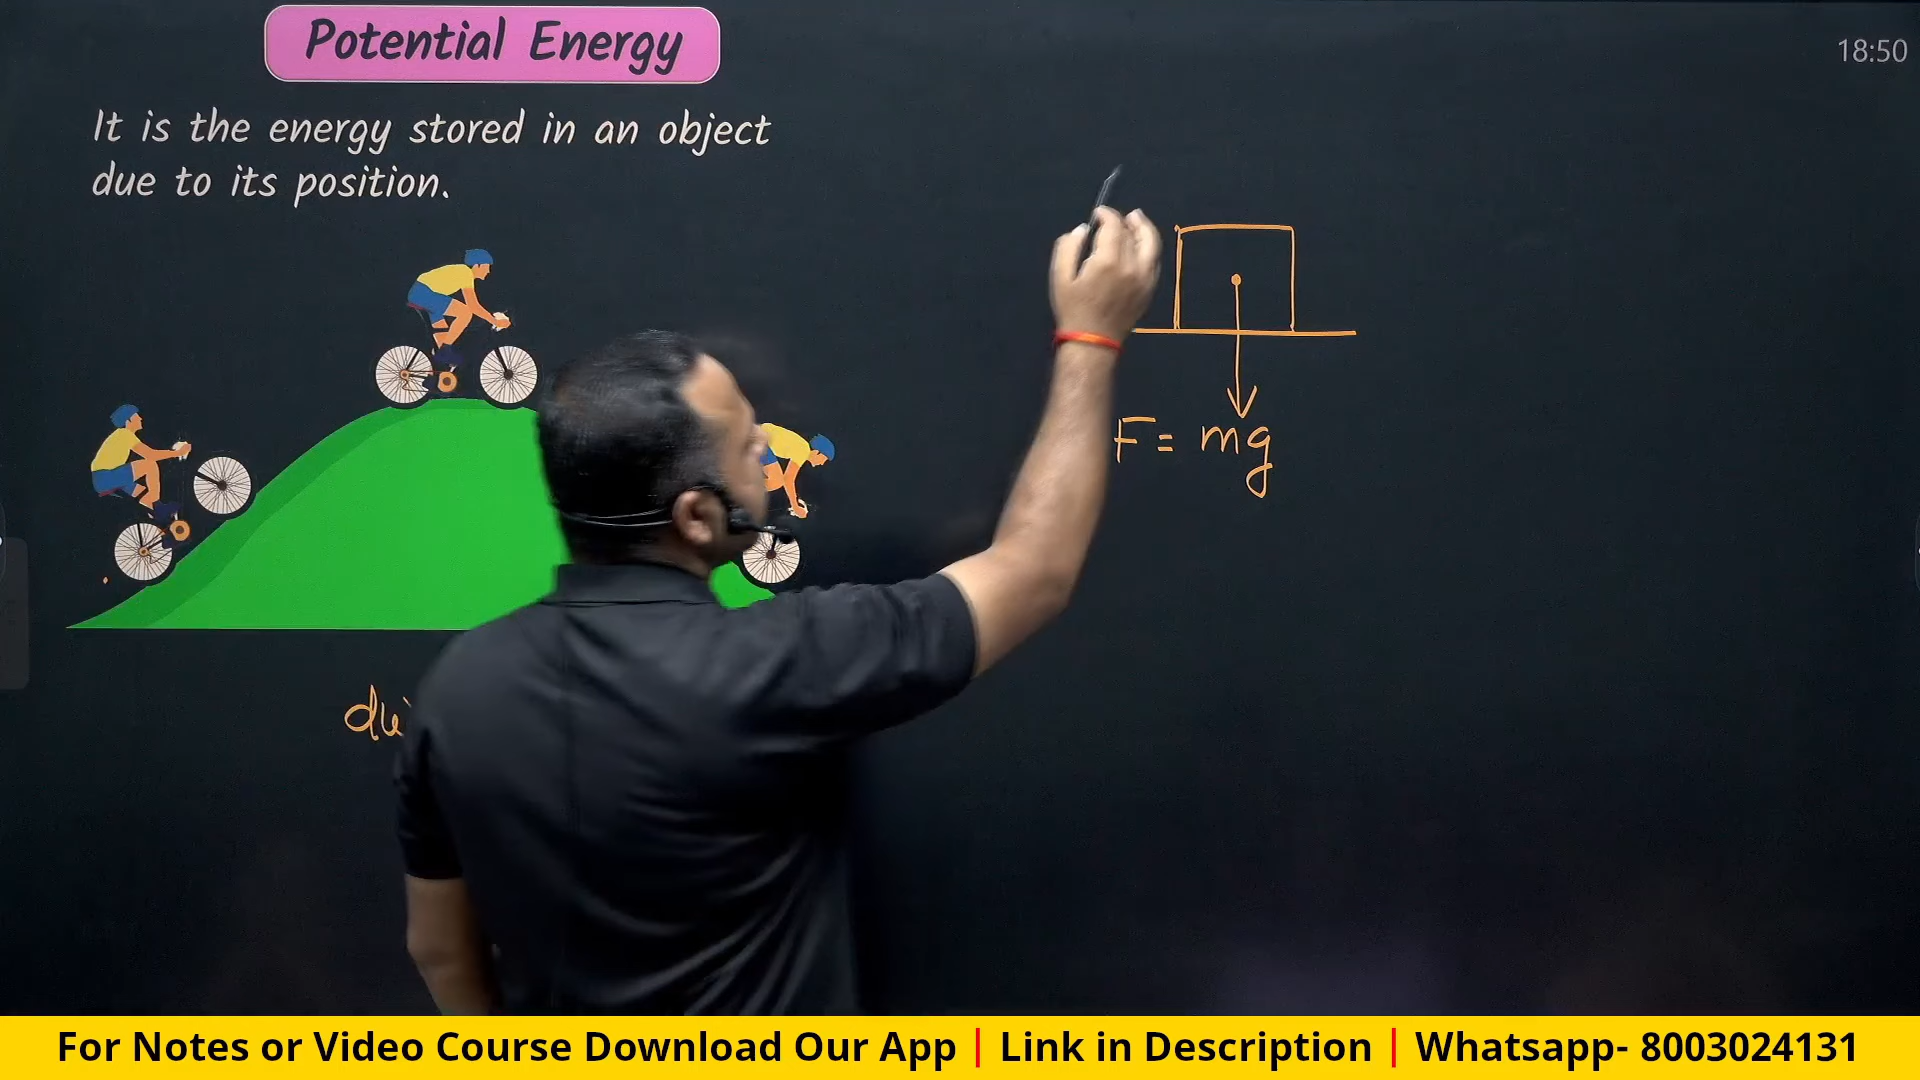 Potential Energy
18:50
It is the energy stored in an object
due to its position.
F = mg
For Notes or Video Course Download Our App | Link in Description | Whatsapp- 8003024131